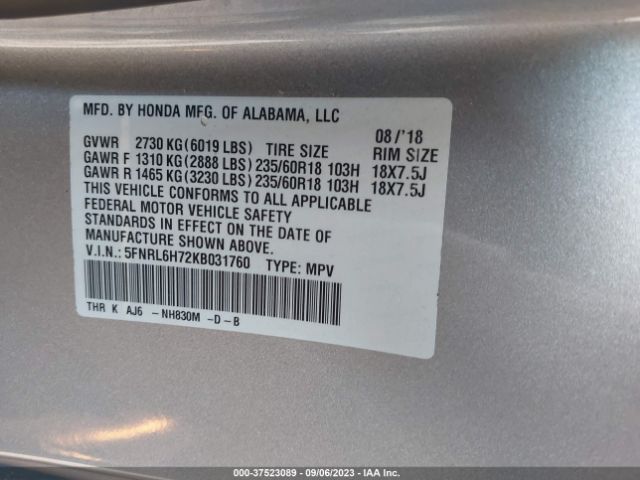 MFD. BY HONDA MFG. OF ALABAMA, LLC
08/'18
GVWR 2730 KG(6019 LBS) TIRE SIZE RIM SIZE
GAWR F 1310 KG(2888 LBS)235/60R18 103H 18X7.5J
GAWR R 1465 KG(3230 LBS)235/60R18 103H 18X7.5J
THIS VEHICLE CONFORMS TO ALL APPLICABLE
FEDERAL MOTOR VEHICLE SAFETY
STANDARDS IN EFFECT ON THE DATE OF
MANUFACTURE SHOWN ABOVE.
V.I.N.: 5FNRL6H72KB031760 TYPE: MPV
THR K AJ6 -NH830M -D-B
000-37523089 - 09/06/2023 - IAAI.COM